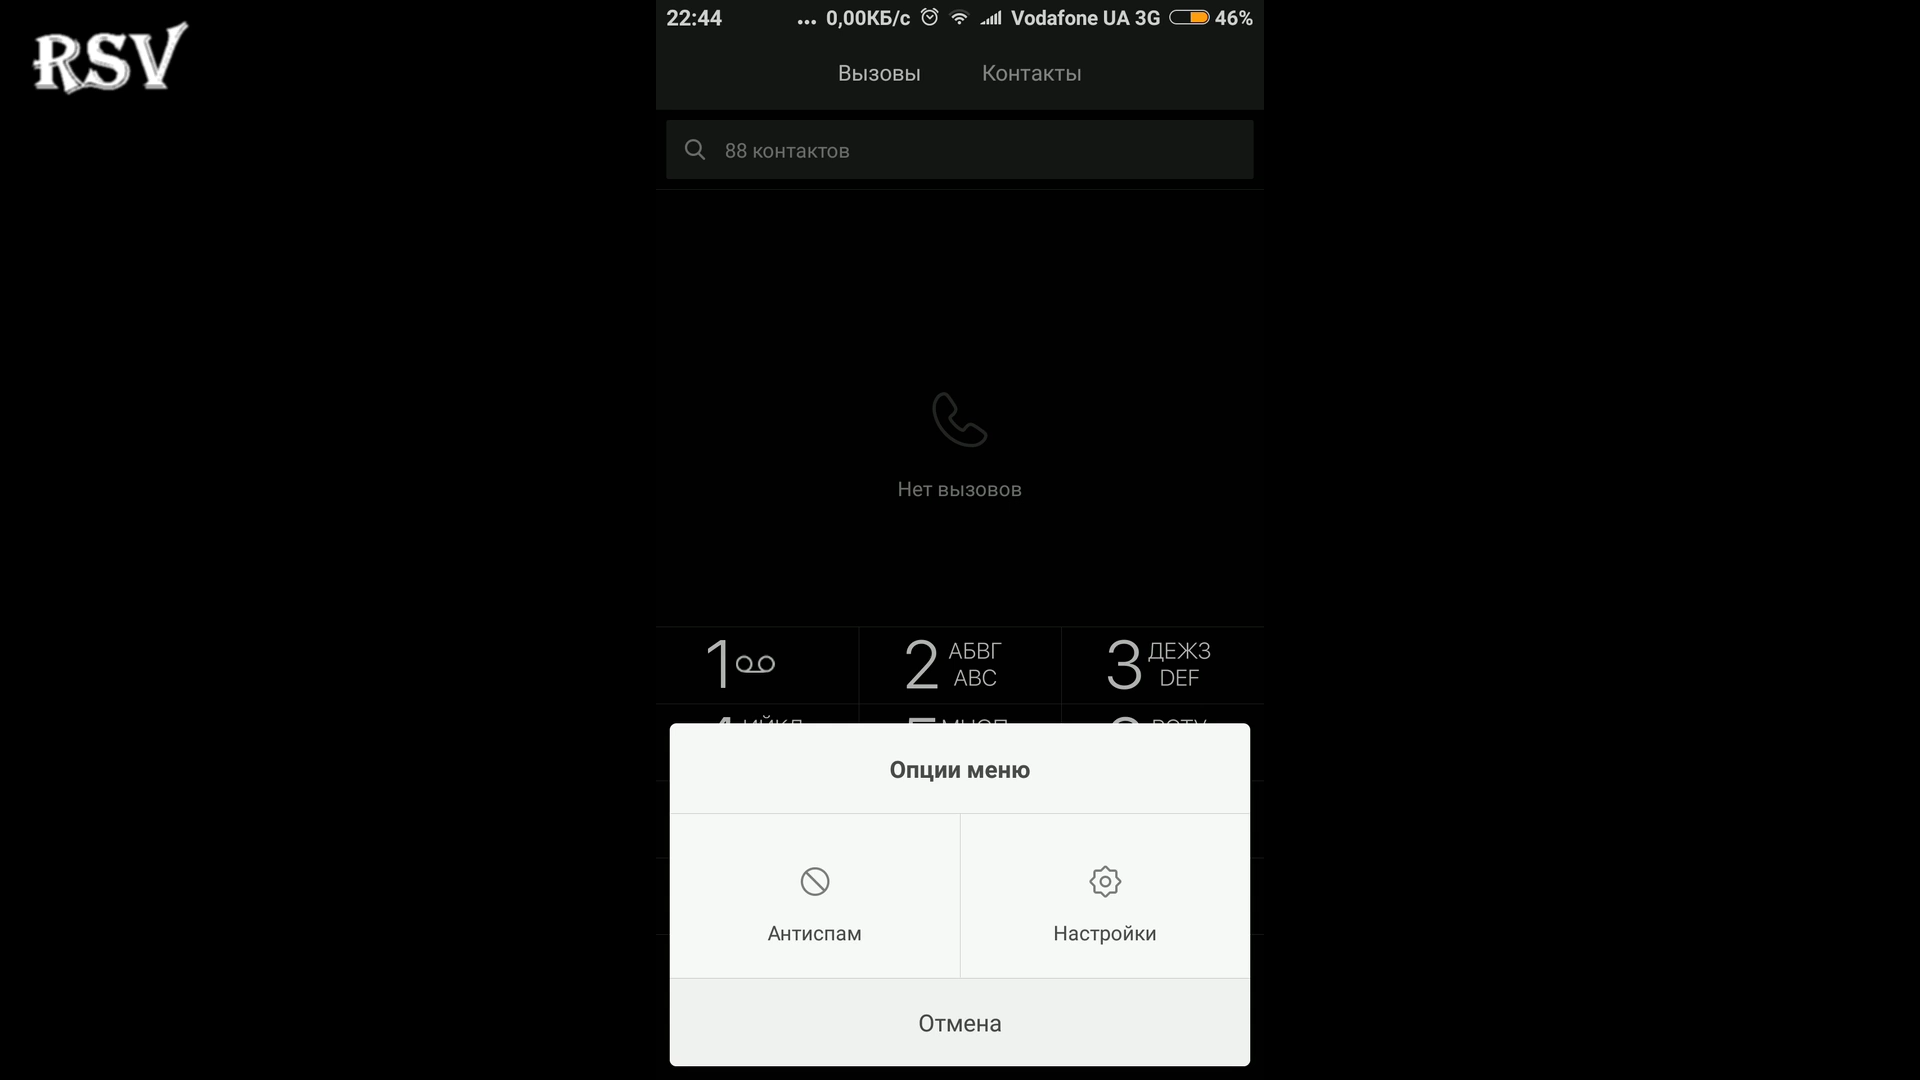 RSV
22:44 ... 0,00КБ/с Vodafone UA 3G 46%
Вызовы Контакты
88 контактов
Нет вызовов
1 2 АБВГ ABC 3 ДЕЖЗ DEF
Опции меню
Антиспам Настройки
Отмена